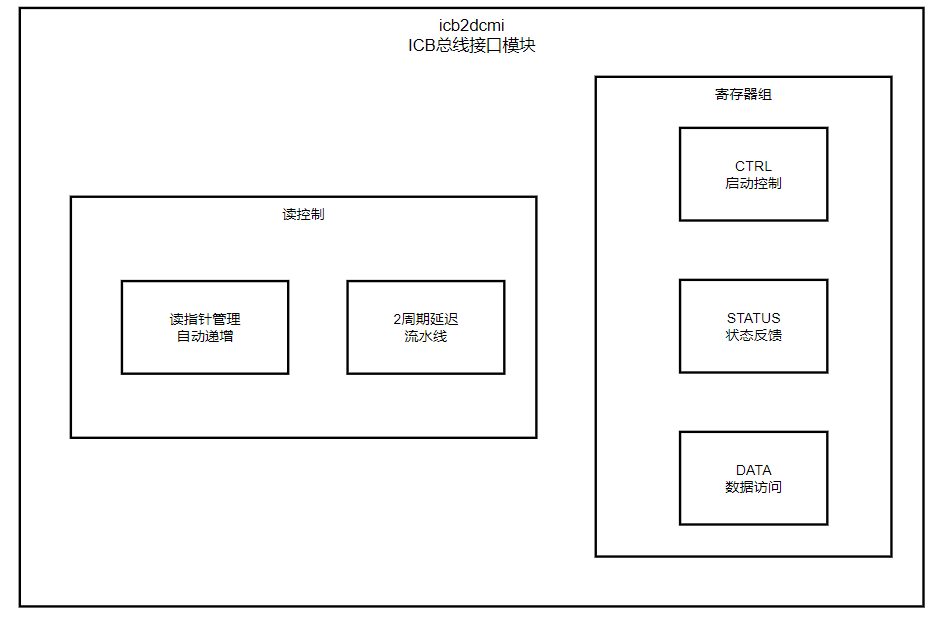 icb2dcmi
ICB总线接口模块
读控制
读指针管理
自动递增
2周期延迟
流水线
寄存器组
CTRL
启动控制
STATUS
状态反馈
DATA
数据访问